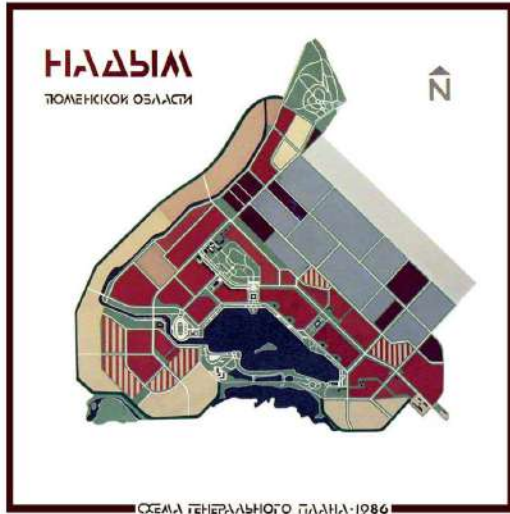 НАДЫМ
ТЮМЕНСКОЙ ОБЛАСТИ
N
СХЕМА ГЕНЕРАЛЬНОГО ПЛАНА-1986